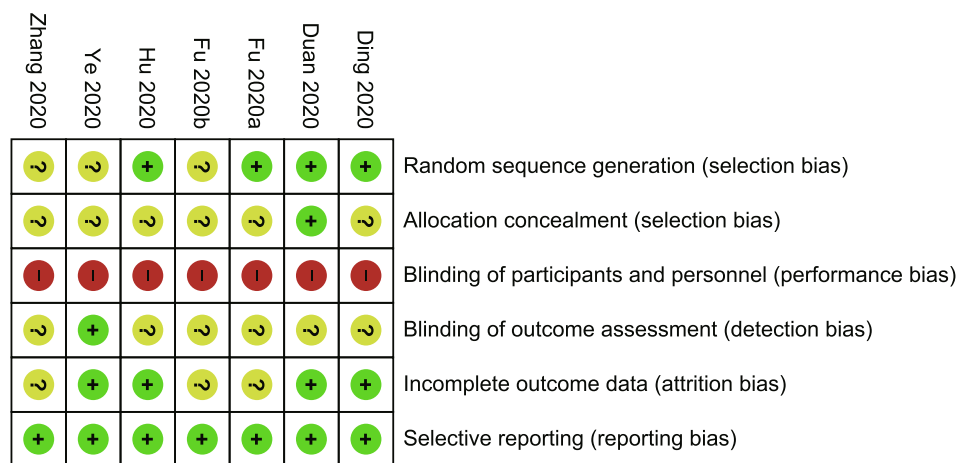 Zhang 2020
Ye 2020
Hu 2020
Fu 2020b
Fu 2020a
Duan 2020
Ding 2020
? ? + ? + + + Random sequence generation (selection bias)
? ? ? ? ? + ? Allocation concealment (selection bias)
– – – – – – – Blinding of participants and personnel (performance bias)
? + ? ? ? ? ? Blinding of outcome assessment (detection bias)
? + + ? ? + + Incomplete outcome data (attrition bias)
+ + + + + + + Selective reporting (reporting bias)